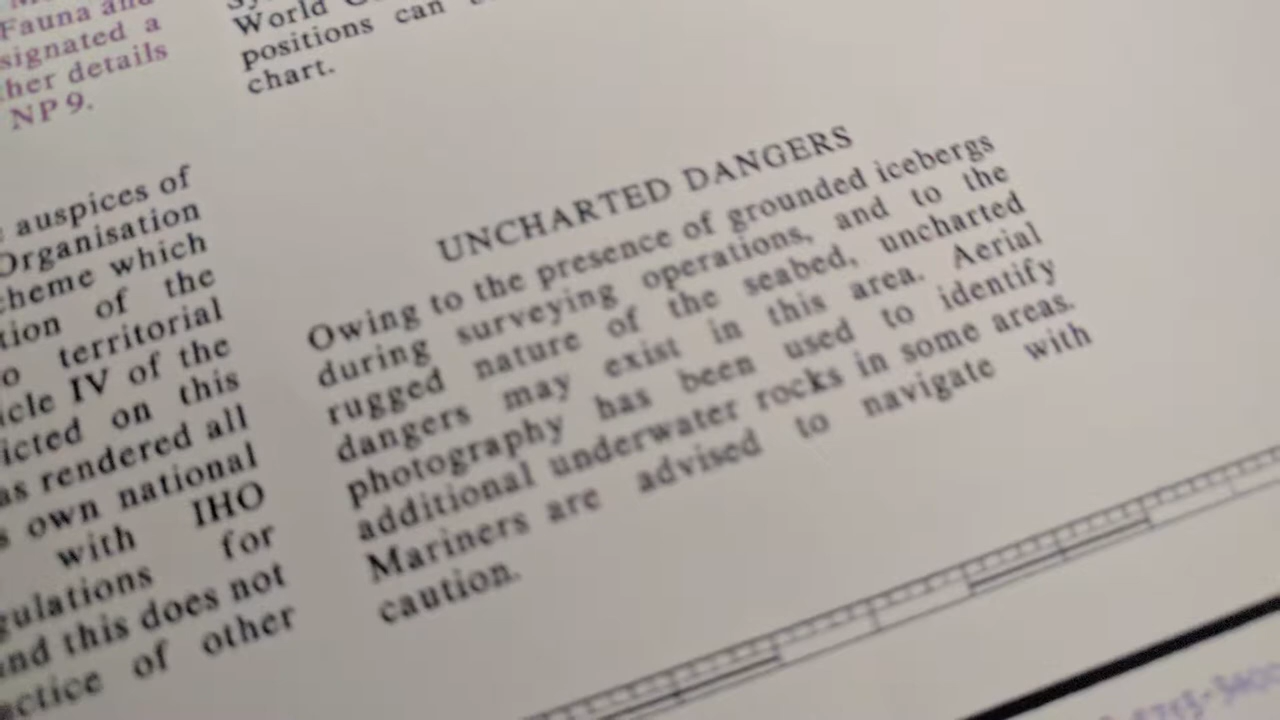 Fauna and
signated a
her details
NP 9.
auspices of
Organisation
heme which
tion of the
o territorial
icle IV of the
icted on this
as rendered all
s own national
with IHO
gulations for
and this does not
actice of other
World
positions can
chart.
UNCHARTED DANGERS
Owing to the presence of grounded icebergs
during surveying operations, and to the
rugged nature of the seabed, uncharted
dangers may exist in this area. Aerial
photography has been used to identify
additional underwater rocks in some areas.
Mariners are advised to navigate with
caution.